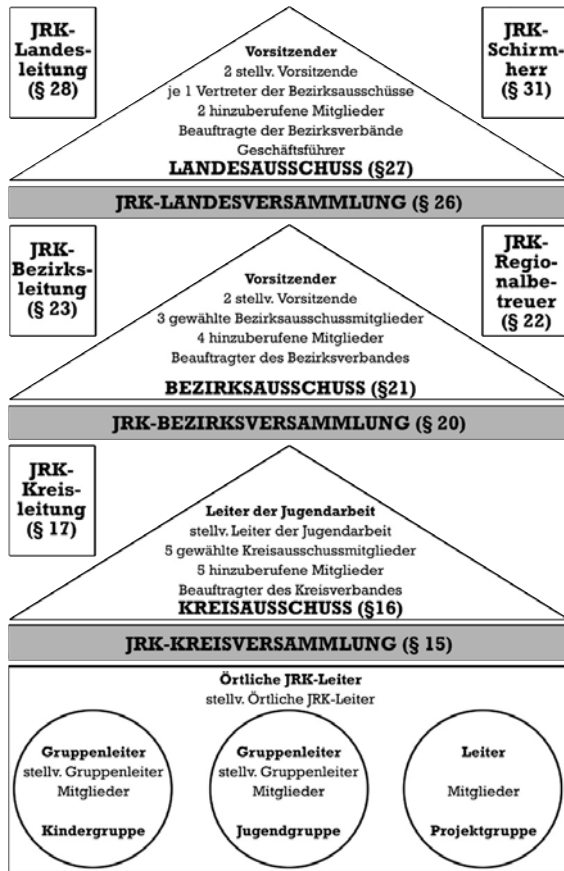 JRK-
Landes-
leitung
(§ 28)
JRK-
Schirm-
herr
(§ 31)
Vorsitzender
2 stellv. Vorsitzende
je 1 Vertreter der Bezirksauschüsse
2 hinzuberufene Mitglieder
Beauftragte der Bezirksverbände
Geschäftsführer
LANDESAUSSCHUSS (§27)
JRK-LANDESVERSAMMLUNG (§ 26)
JRK-
Bezirks-
leitung
(§ 23)
JRK-
Regio-
nalbe-
treuer
(§ 22)
Vorsitzender
2 stellv. Vorsitzende
3 gewählte Bezirksausschussmitglieder
4 hinzuberufene Mitglieder
Beauftragter des Bezirksverbandes
BEZIRKSAUSSCHUSS (§21)
JRK-BEZIRKSVERSAMMLUNG (§ 20)
JRK-
Kreis-
leitung
(§ 17)
Leiter der Jugendarbeit
stellv. Leiter der Jugendarbeit
5 gewählte Kreisausschussmitglieder
5 hinzuberufene Mitglieder
Beauftragter des Kreisverbandes
KREISAUSSCHUSS (§16)
JRK-KREISVERSAMMLUNG (§ 15)
Örtliche JRK-Leiter
stellv. Örtliche JRK-Leiter
Gruppenleiter
stellv. Gruppenleiter
Mitglieder
Kindergruppe
Gruppenleiter
stellv. Gruppenleiter
Mitglieder
Jugendgruppe
Leiter
Mitglieder
Projektgruppe